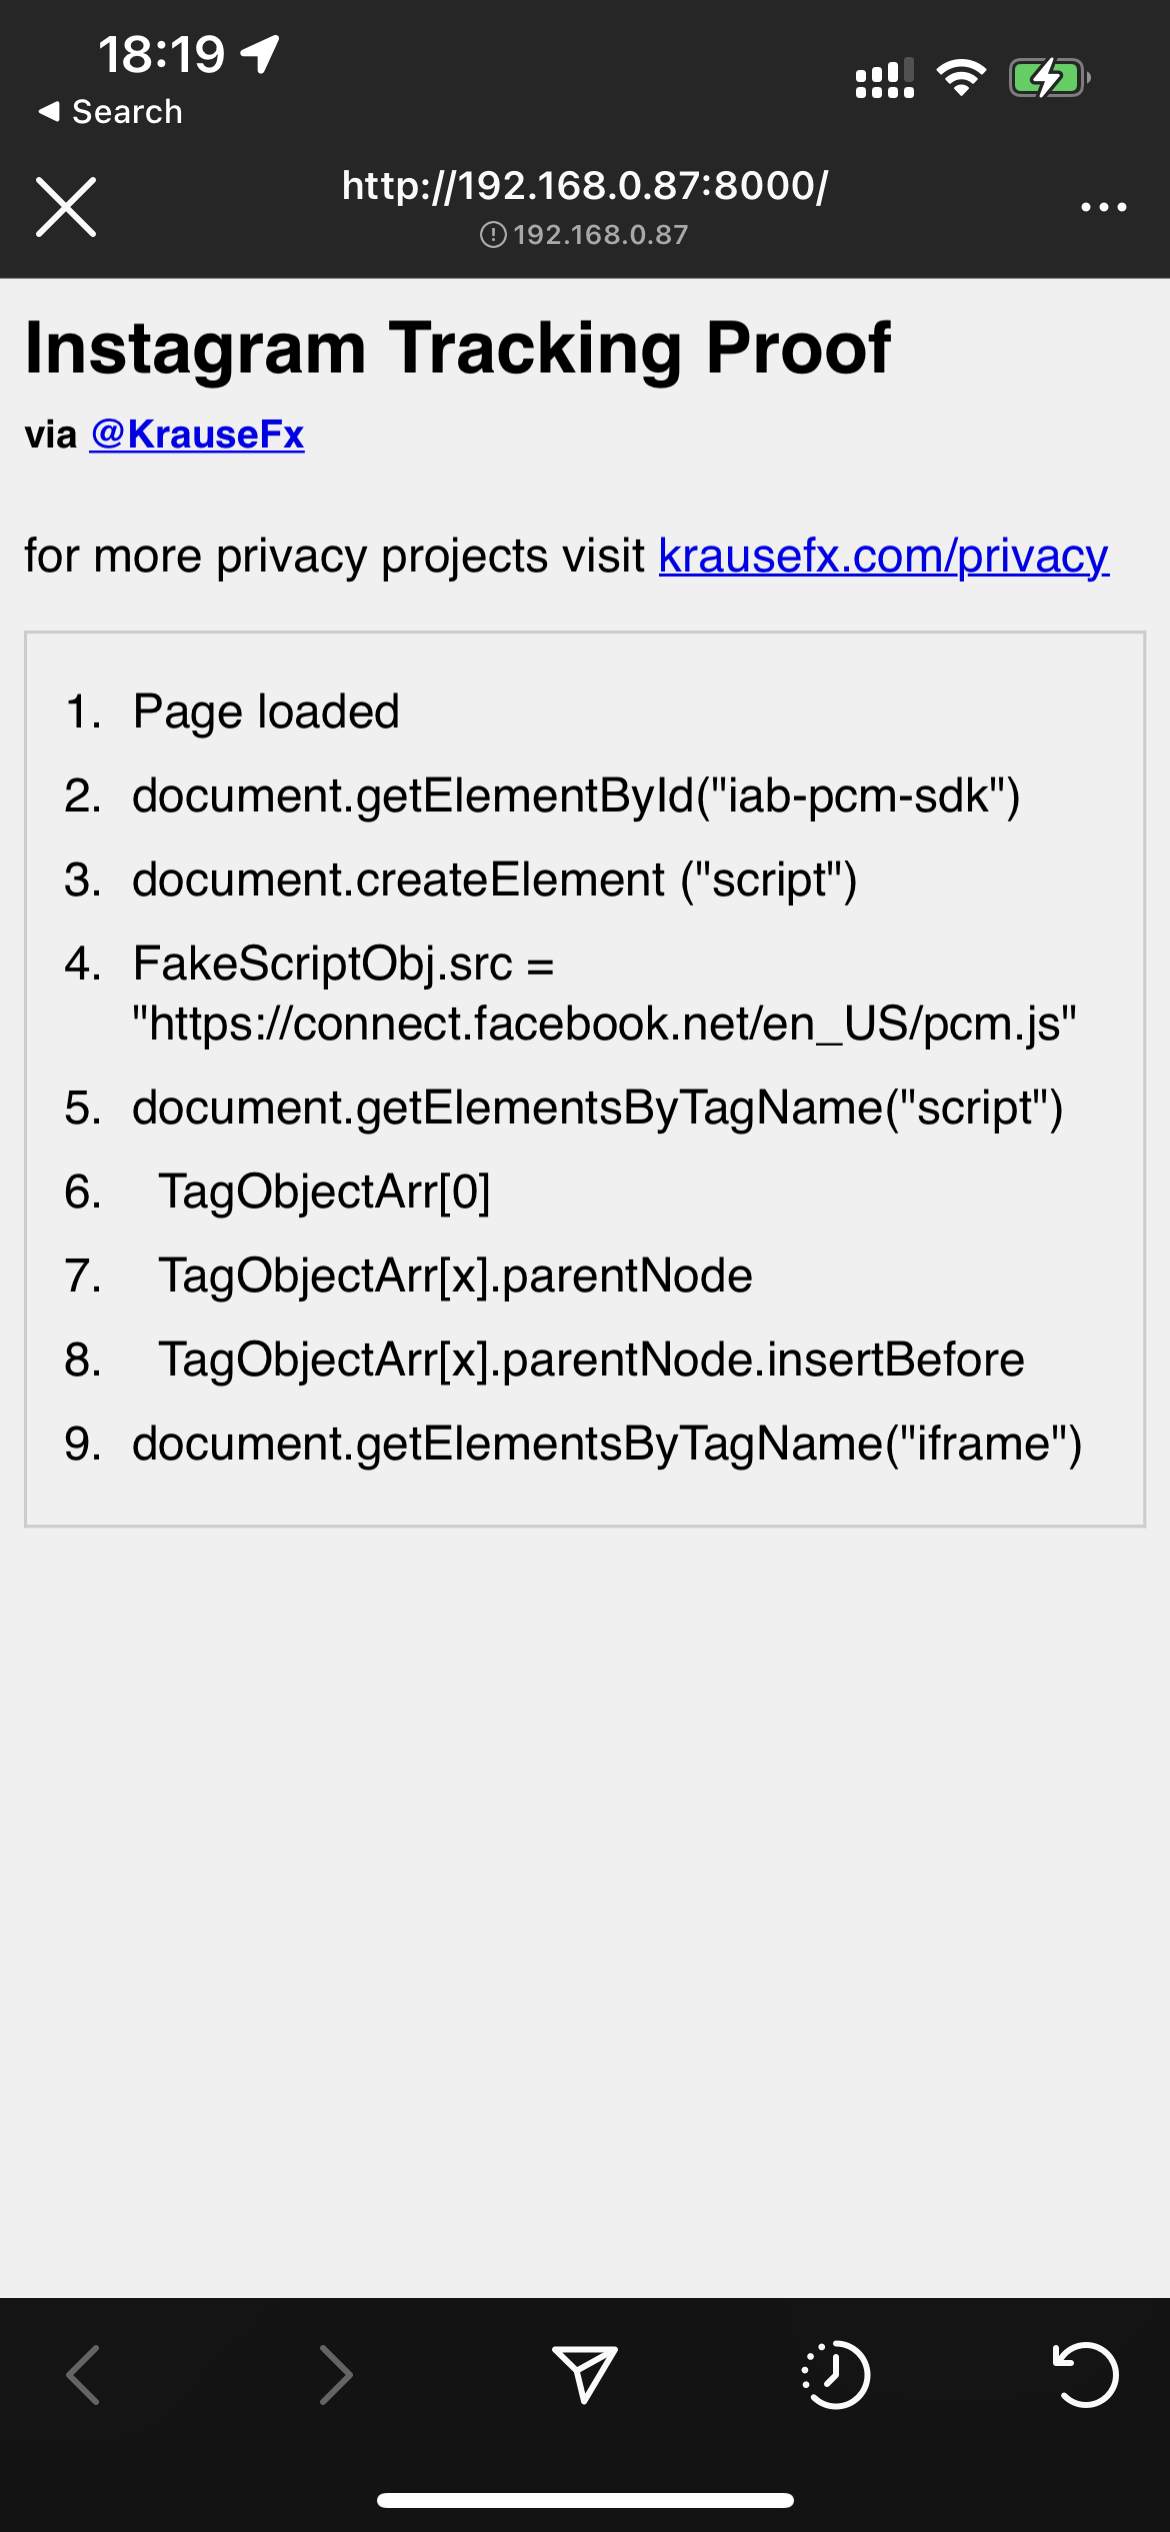 18:19
Search
http://192.168.0.87:8000/
192.168.0.87
Instagram Tracking Proof
via @KrauseFx
for more privacy projects visit krausefx.com/privacy
1. Page loaded
2. document.getElementById("iab-pcm-sdk")
3. document.createElement ("script")
4. FakeScriptObj.src =
"https://connect.facebook.net/en_US/pcm.js"
5. document.getElementsByTagName("script")
6. TagObjectArr[0]
7. TagObjectArr[x].parentNode
8. TagObjectArr[x].parentNode.insertBefore
9. document.getElementsByTagName("iframe")